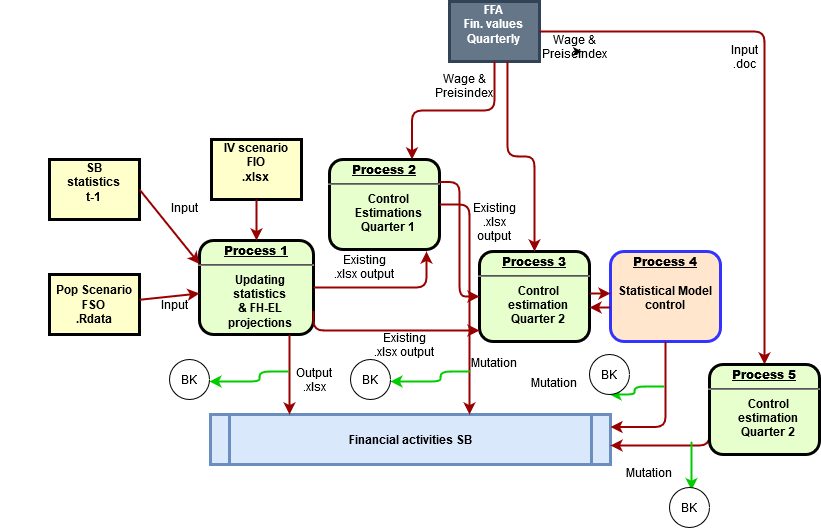 FFA
Fin. values
Quarterly
Wage &
Preiseindex
Input
.doc
Wage &
Preisindex
IV scenario
FIO
.xlsx
SB
statistics
t-1
Input
Process 2
Control
Estimations
Quarter 1
Existing
.xlsx
output
Process 1
Updating
statistics
& FH-EL
projections
Existing
.xlsx output
Process 3
Control
estimation
Quarter 2
Process 4
Statistical Model
control
Pop Scenario
FSO
.Rdata
Input
Existing
.xlsx output
Process 5
Control
estimation
Quarter 2
BK
Output
.xlsx
BK
Mutation
Mutation
BK
Financial activities SB
Mutation
BK